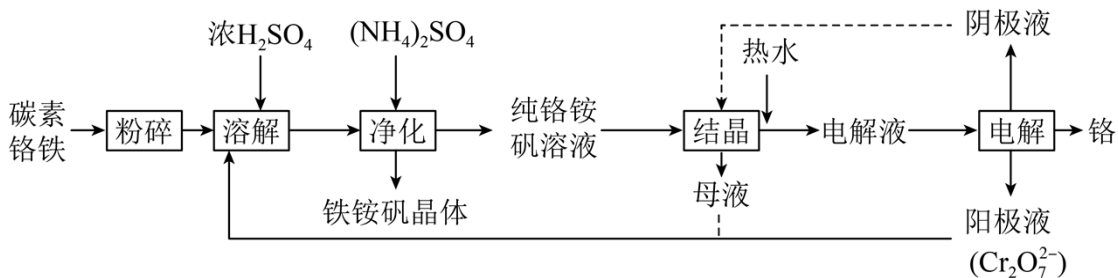 浓H₂SO₄
(NH₄)₂SO₄
热水
阴极液
碳素
铬铁
粉碎
溶解
净化
纯铬铵
矾溶液
结晶
电解液
电解
铬
铁铵矾晶体
母液
阳极液
(Cr₂O₇²⁻)